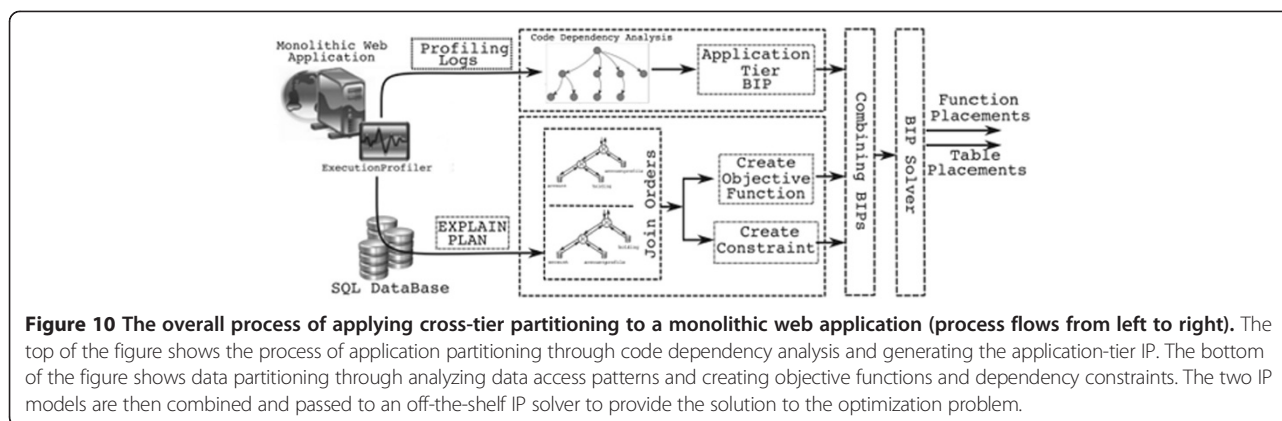 Monolithic Web
Application
Profiling
Logs
Code Dependency Analysis
Application
Tier
BIP
ExecutionProfiler
SQL DataBase
EXPLAIN
PLAN
Join Orders
Create
Objective
Function
Create
Constraint
Combining BIPs
BIP Solver
Function
Placements
Table
Placements
Figure 10 The overall process of applying cross-tier partitioning to a monolithic web application (process flows from left to right). The
top of the figure shows the process of application partitioning through code dependency analysis and generating the application-tier IP. The bottom
of the figure shows data partitioning through analyzing data access patterns and creating objective functions and dependency constraints. The two IP
models are then combined and passed to an off-the-shelf IP solver to provide the solution to the optimization problem.